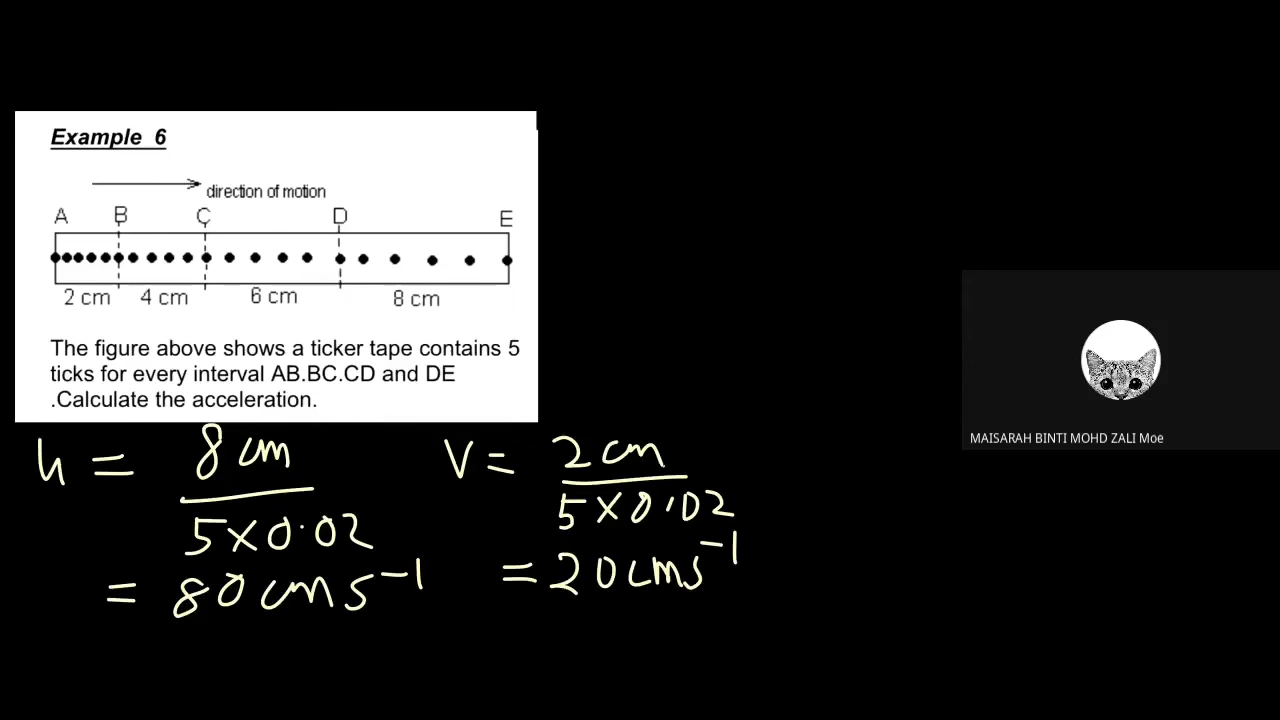 Example 6
direction of motion
A B C D E
2 cm 4 cm 6 cm 8 cm
The figure above shows a ticker tape contains 5
ticks for every interval AB.BC.CD and DE
.Calculate the acceleration.
u = 8 cm / 5 × 0.02
= 80 cm s⁻¹
v = 2 cm / 5 × 0.02
= 20 cm s⁻¹
MAISARAH BINTI MOHD ZALI Moe